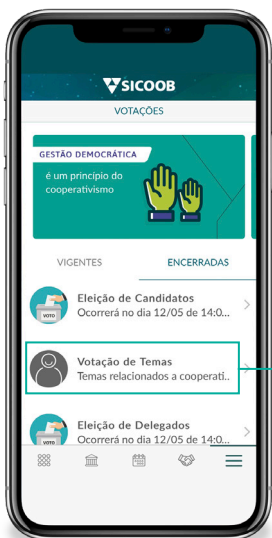 SICOOB
VOTAÇÕES
GESTÃO DEMOCRÁTICA
é um princípio do
cooperativismo
VIGENTES ENCERRADAS
Eleição de Candidatos
VOTO
Ocorrerá no dia 12/05 de 14:0...
Votação de Temas
Temas relacionados a cooperati..
Eleição de Delegados
VOTO
Ocorrerá no dia 12/05 de 14:0...